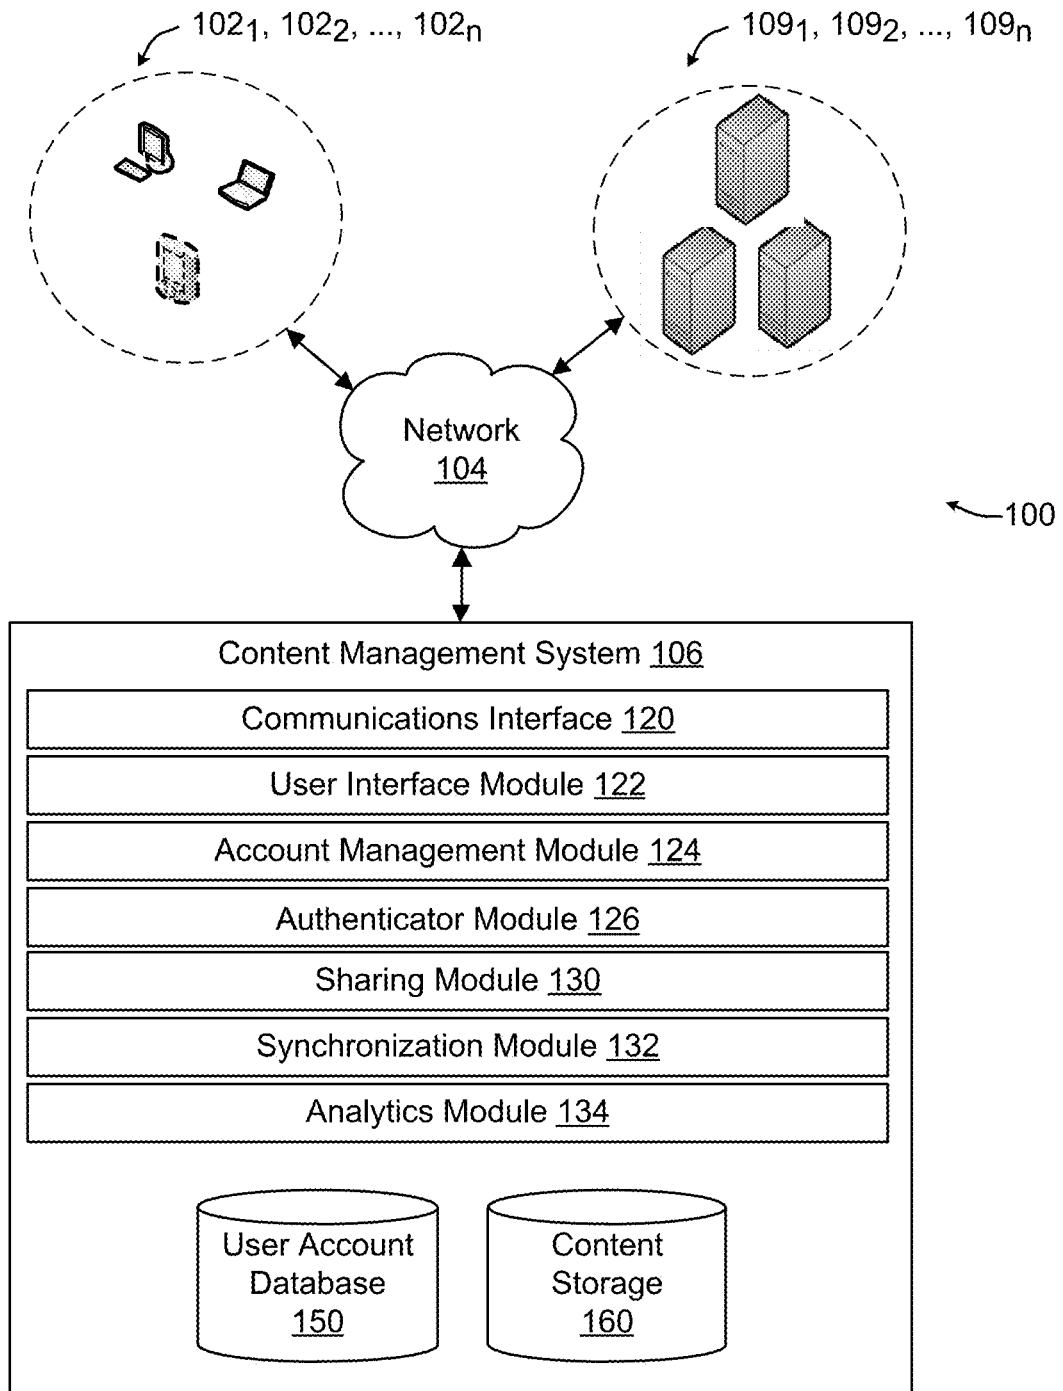 102₁, 102₂, ..., 102ₙ
109₁, 109₂, ..., 109ₙ
Network
104
100
Content Management System 106
Communications Interface 120
User Interface Module 122
Account Management Module 124
Authenticator Module 126
Sharing Module 130
Synchronization Module 132
Analytics Module 134
User Account
Database
150
Content
Storage
160